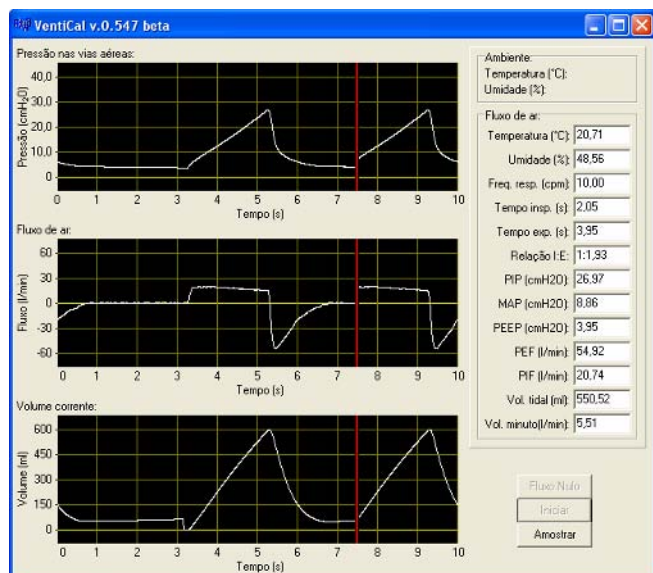 VentiCal v.0.547 beta
Pressão nas vias aéreas:
Pressão (cmH2O)
40,0
30,0
20,0
10,0
0
0 1 2 3 4 5 6 7 8 9 10
Tempo (s)
Fluxo de ar:
Fluxo (l/min)
60
30
0
-30
-60
0 1 2 3 4 5 6 7 8 9 10
Tempo (s)
Volume corrente:
Volume (ml)
600
450
300
150
0
0 1 2 3 4 5 6 7 8 9 10
Tempo (s)
Ambiente:
Temperatura (°C):
Umidade (%):
Fluxo de ar:
Temperatura (°C): 20,71
Umidade (%): 48,56
Freq. resp. (cpm): 10,00
Tempo insp. (s): 2,05
Tempo exp. (s): 3,95
Relação I:E: 1:1,93
PIP (cmH2O): 26,97
MAP (cmH2O): 8,86
PEEP (cmH2O): 3,95
PEF (l/min): 54,92
PIF (l/min): 20,74
Vol. tidal (ml): 550,52
Vol. minuto(l/min): 5,51
Fluxo Nulo
Iniciar
Amostrar